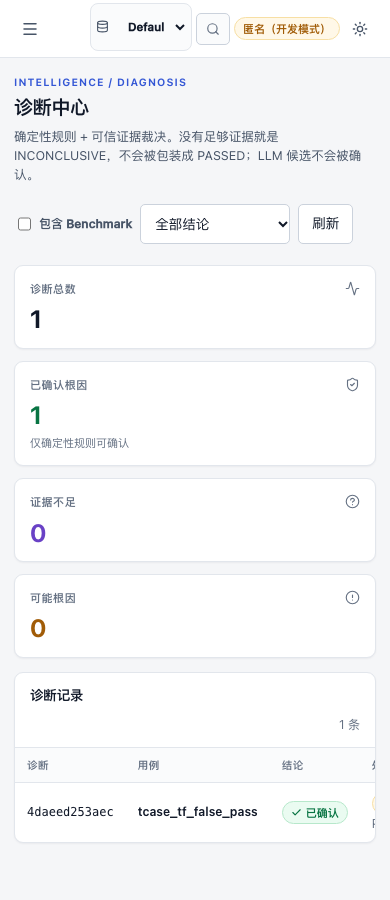 Defaul
匿名（开发模式）
INTELLIGENCE / DIAGNOSIS
诊断中心
确定性规则 + 可信证据裁决。没有足够证据就是
INCONCLUSIVE，不会被包装成 PASSED；LLM 候选不会被确
认。
包含 Benchmark
全部结论
刷新
诊断总数
1
已确认根因
1
仅确定性规则可确认
证据不足
0
可能根因
0
诊断记录
1 条
诊断 用例 结论
4daeed253aec tcase_tf_false_pass 已确认